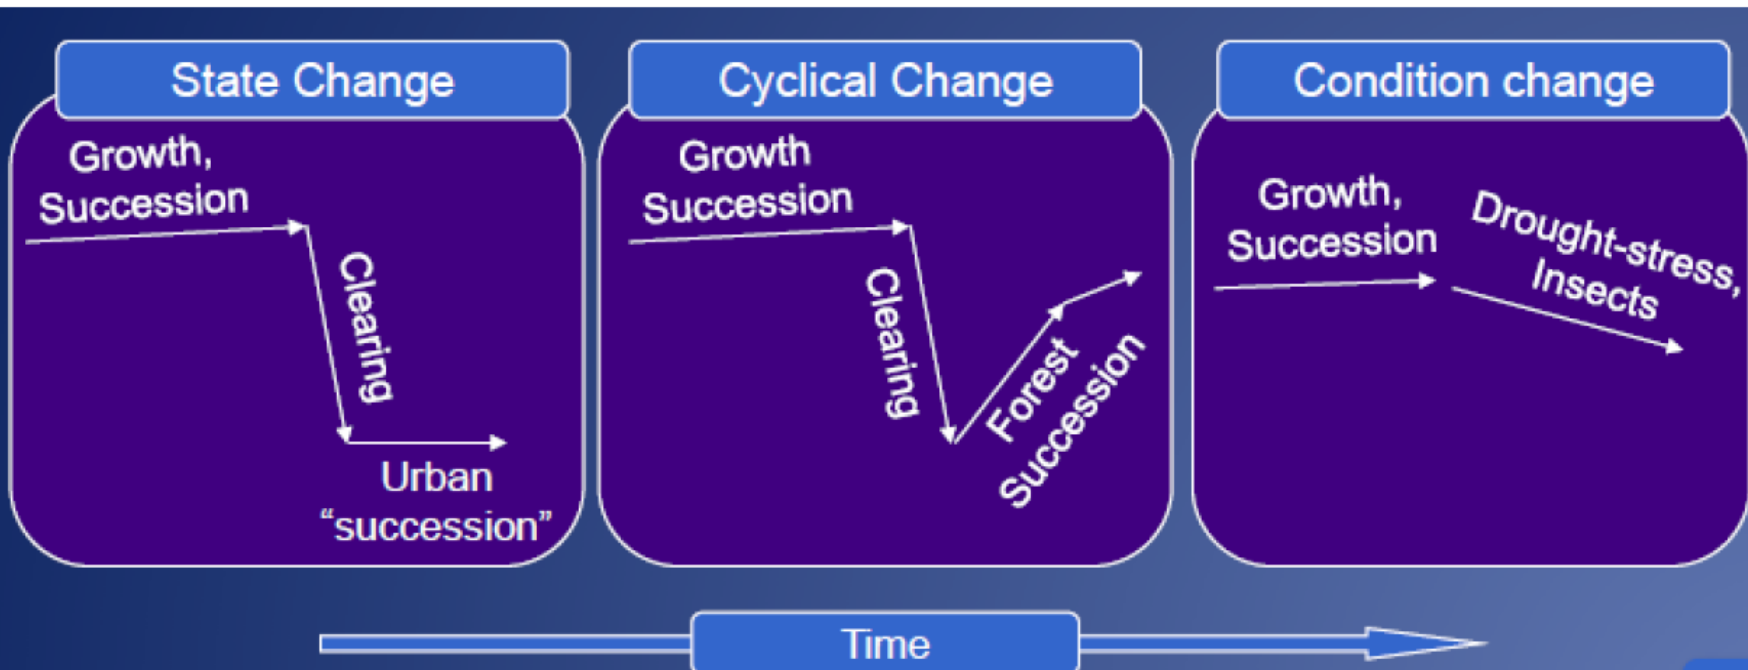 State Change
Growth,
Succession
Clearing
Urban
“succession”
Cyclical Change
Growth
Succession
Clearing
Forest
Succession
Condition change
Growth,
Succession
Drought-stress,
Insects
Time